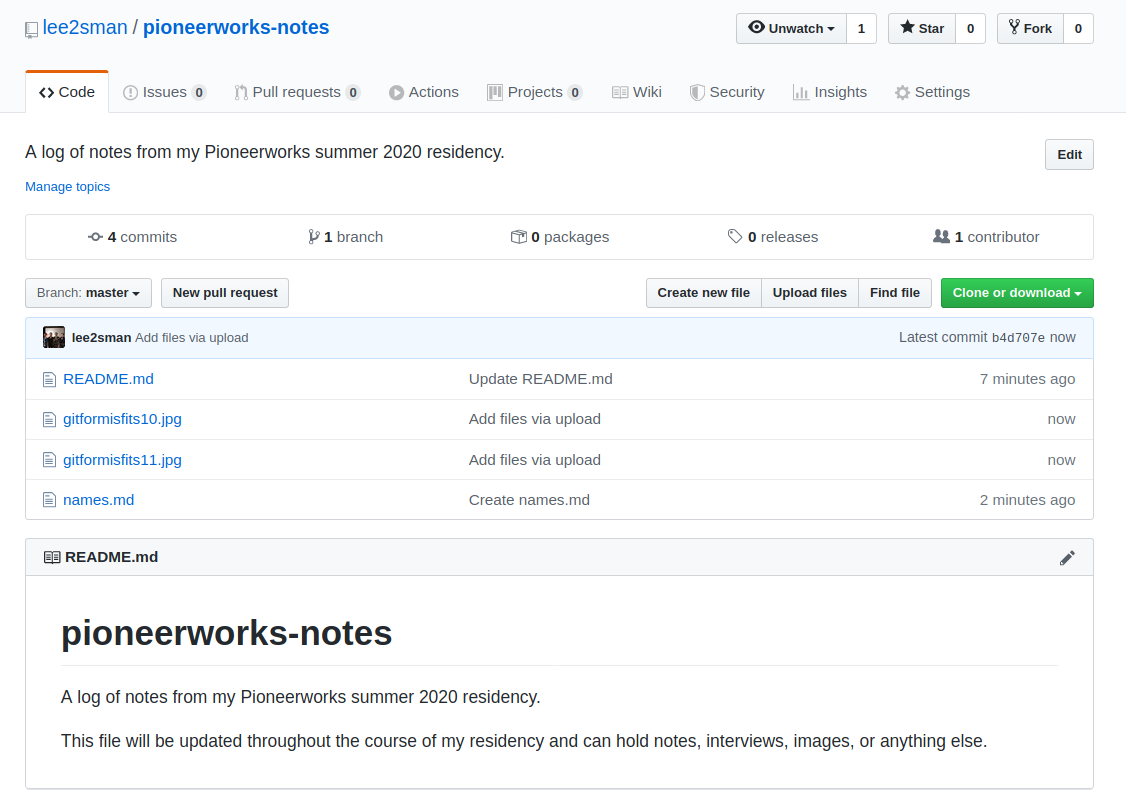 lee2sman / pioneerworks-notes
Unwatch 1 Star 0 Fork 0
Code Issues 0 Pull requests 0 Actions Projects 0 Wiki Security Insights Settings
A log of notes from my Pioneerworks summer 2020 residency.
Edit
Manage topics
4 commits 1 branch 0 packages 0 releases 1 contributor
Branch: master New pull request Create new file Upload files Find file Clone or download
lee2sman Add files via upload Latest commit b4d707e now
README.md Update README.md 7 minutes ago
gitformisfits10.jpg Add files via upload now
gitformisfits11.jpg Add files via upload now
names.md Create names.md 2 minutes ago
README.md
pioneerworks-notes
A log of notes from my Pioneerworks summer 2020 residency.
This file will be updated throughout the course of my residency and can hold notes, interviews, images, or anything else.